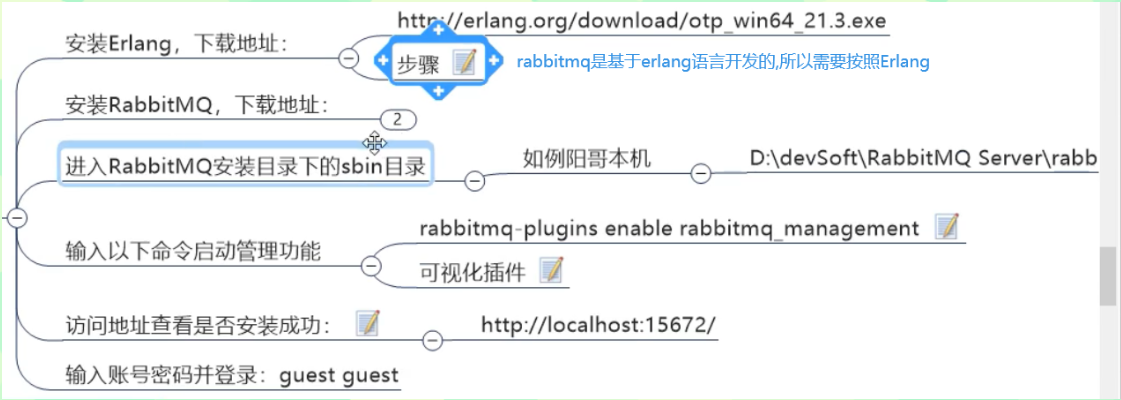 安装Erlang，下载地址：
http://erlang.org/download/otp_win64_21.3.exe
步骤
rabbitmq是基于erlang语言开发的,所以需要按照Erlang
安装RabbitMQ，下载地址：
2
进入RabbitMQ安装目录下的sbin目录
如例阳哥本机
D:\devSoft\RabbitMQ Server\rabb
输入以下命令启动管理功能
rabbitmq-plugins enable rabbitmq_management
可视化插件
访问地址查看是否安装成功：
http://localhost:15672/
输入账号密码并登录：guest guest